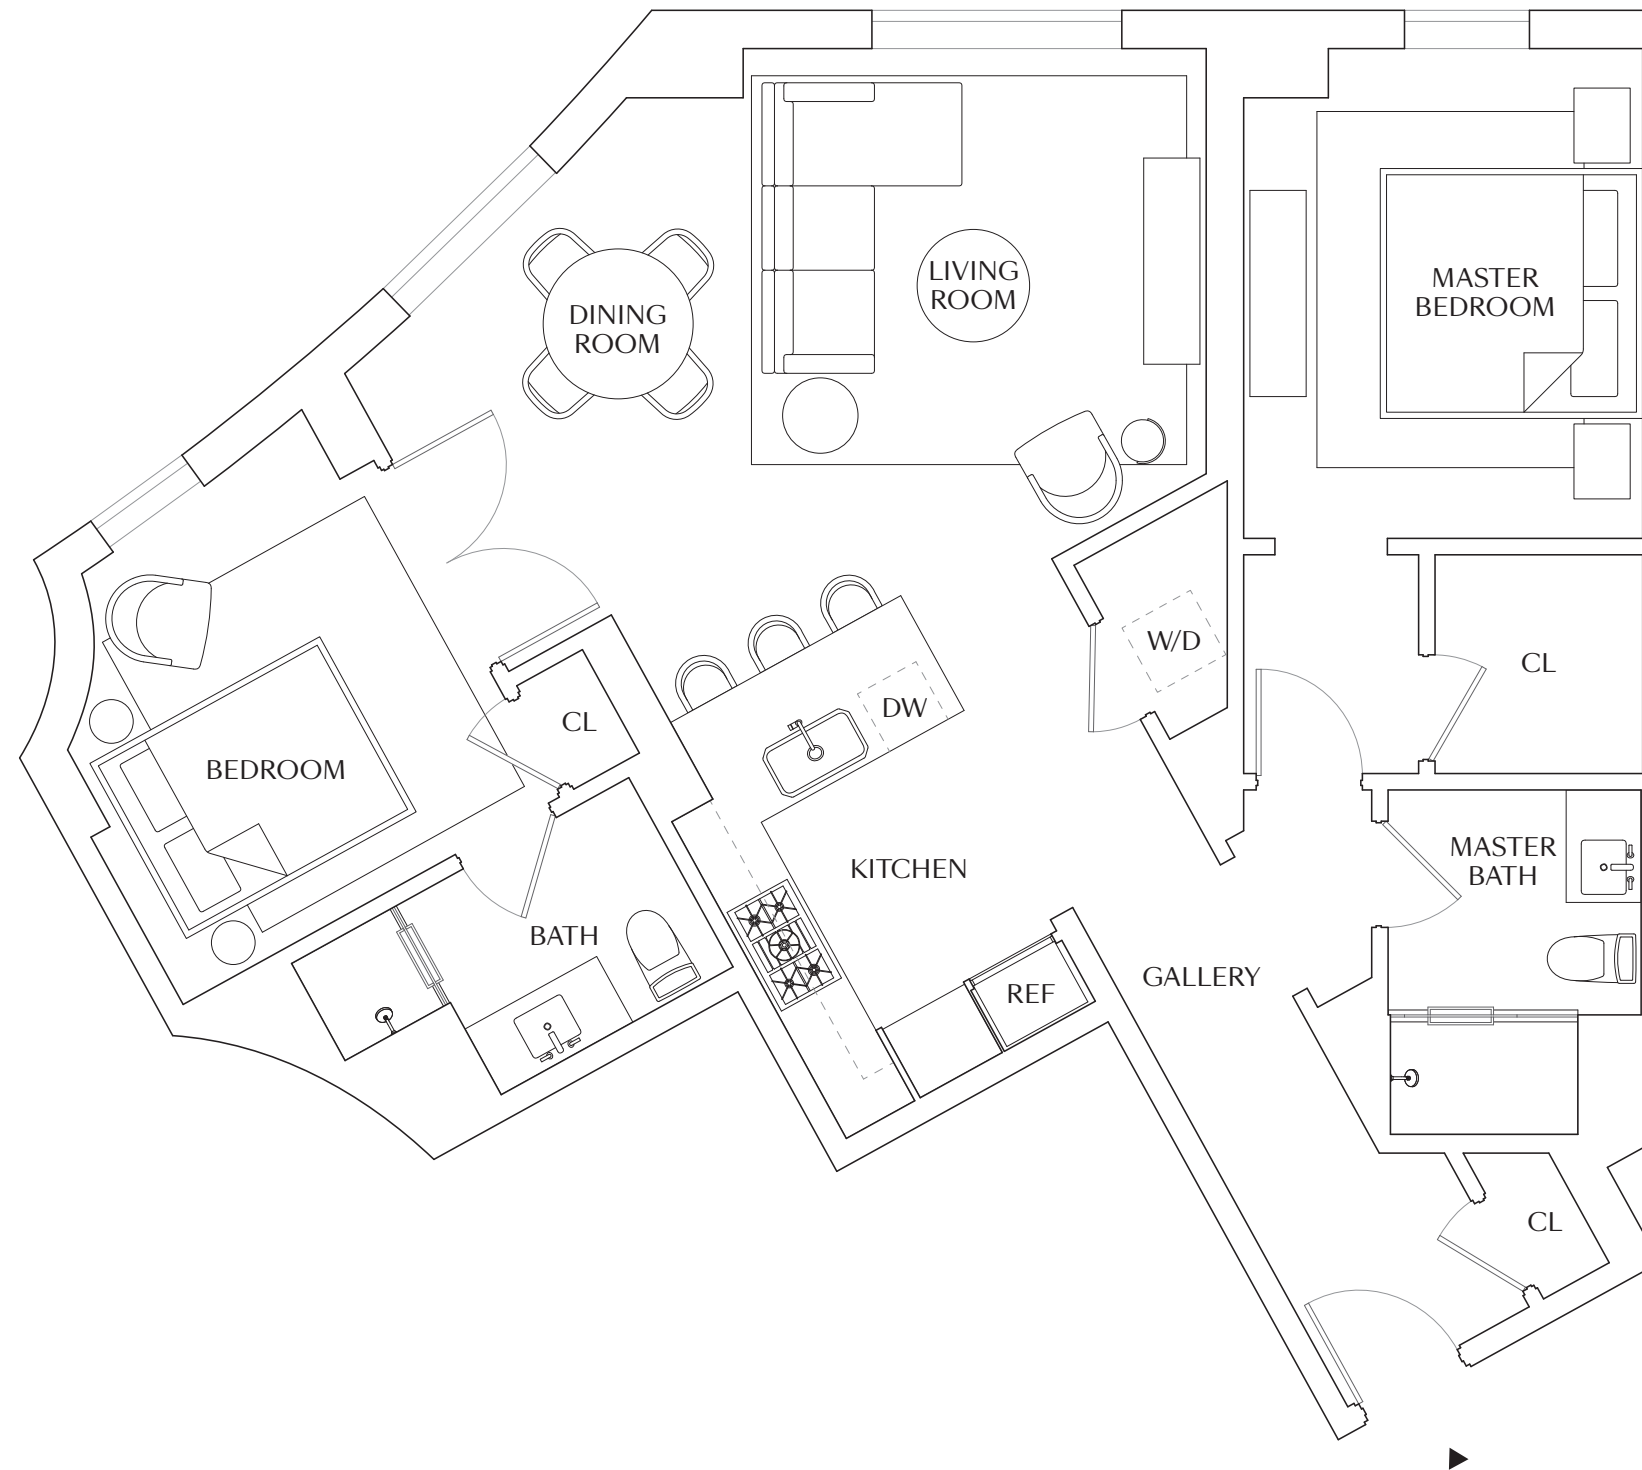 LIVING
ROOM
MASTER
BEDROOM
DINING
ROOM
W/D
CL
DW
CL
BEDROOM
KITCHEN
MASTER
BATH
BATH
GALLERY
REF
CL